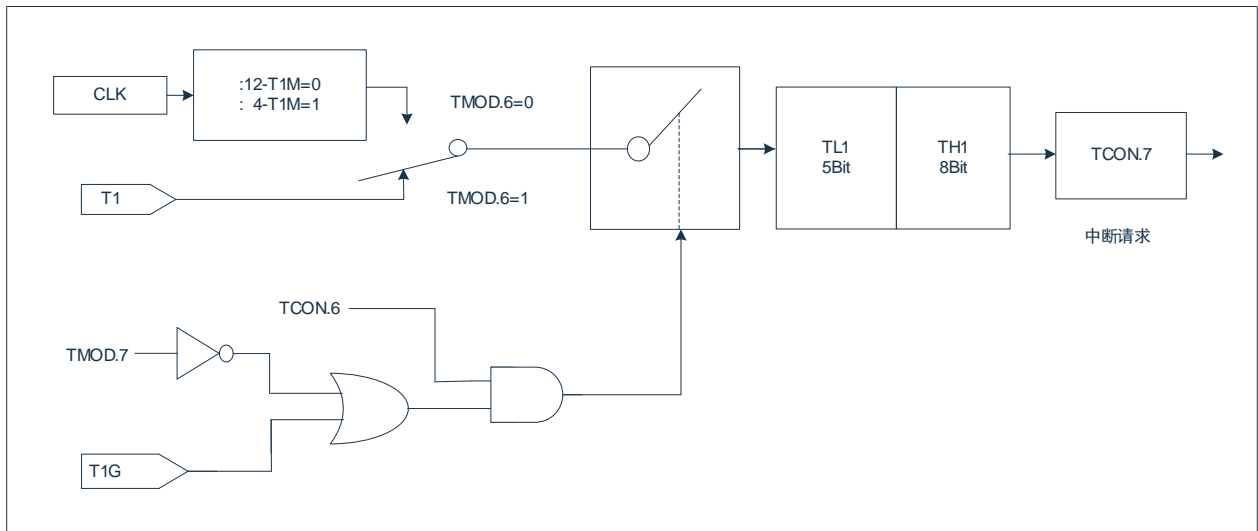 CLK
:12-T1M=0
: 4-T1M=1
TMOD.6=0
T1
TMOD.6=1
TL1
5Bit
TH1
8Bit
TCON.7
中断请求
TCON.6
TMOD.7
T1G